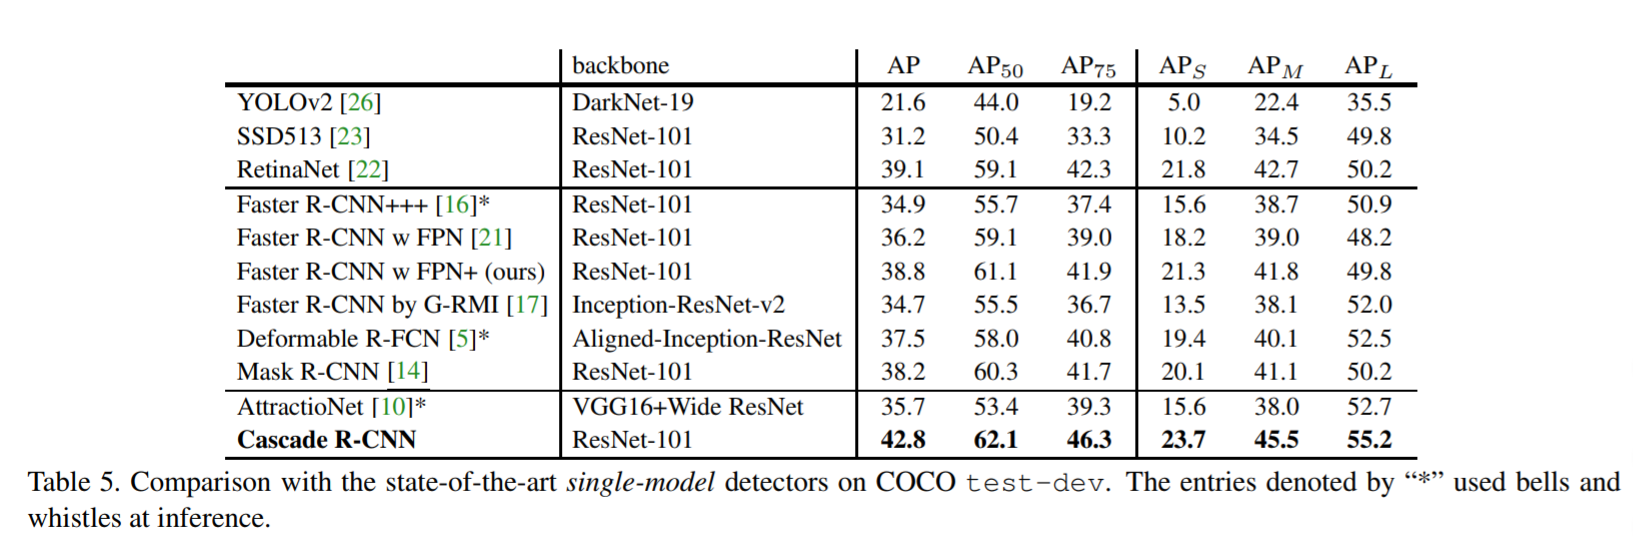 backbone AP AP50 AP75 APS APM APL
YOLOv2 [26] DarkNet-19 21.6 44.0 19.2 5.0 22.4 35.5
SSD513 [23] ResNet-101 31.2 50.4 33.3 10.2 34.5 49.8
RetinaNet [22] ResNet-101 39.1 59.1 42.3 21.8 42.7 50.2
Faster R-CNN+++ [16]* ResNet-101 34.9 55.7 37.4 15.6 38.7 50.9
Faster R-CNN w FPN [21] ResNet-101 36.2 59.1 39.0 18.2 39.0 48.2
Faster R-CNN w FPN+ (ours) ResNet-101 38.8 61.1 41.9 21.3 41.8 49.8
Faster R-CNN by G-RMI [17] Inception-ResNet-v2 34.7 55.5 36.7 13.5 38.1 52.0
Deformable R-FCN [5]* Aligned-Inception-ResNet 37.5 58.0 40.8 19.4 40.1 52.5
Mask R-CNN [14] ResNet-101 38.2 60.3 41.7 20.1 41.1 50.2
AttractioNet [10]* VGG16+Wide ResNet 35.7 53.4 39.3 15.6 38.0 52.7
Cascade R-CNN ResNet-101 42.8 62.1 46.3 23.7 45.5 55.2
Table 5. Comparison with the state-of-the-art single-model detectors on COCO test-dev. The entries denoted by “*” used bells and
whistles at inference.